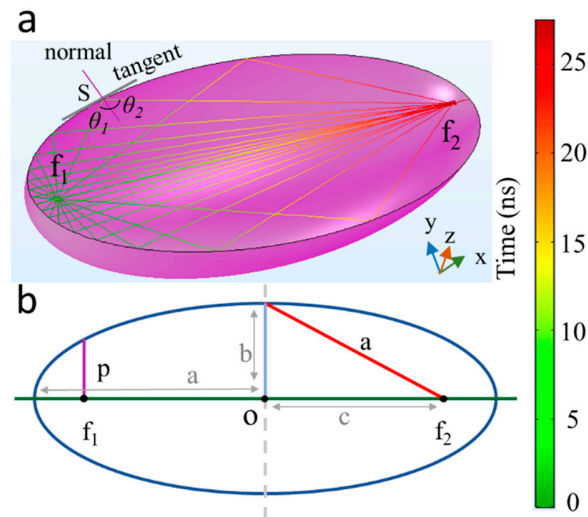 a
normal
tangent
S
θ₁
θ₂
f₁
f₂
y
z
x
Time (ns)
25
20
15
10
5
0
b
p
a
b
a
o
c
f₁
f₂